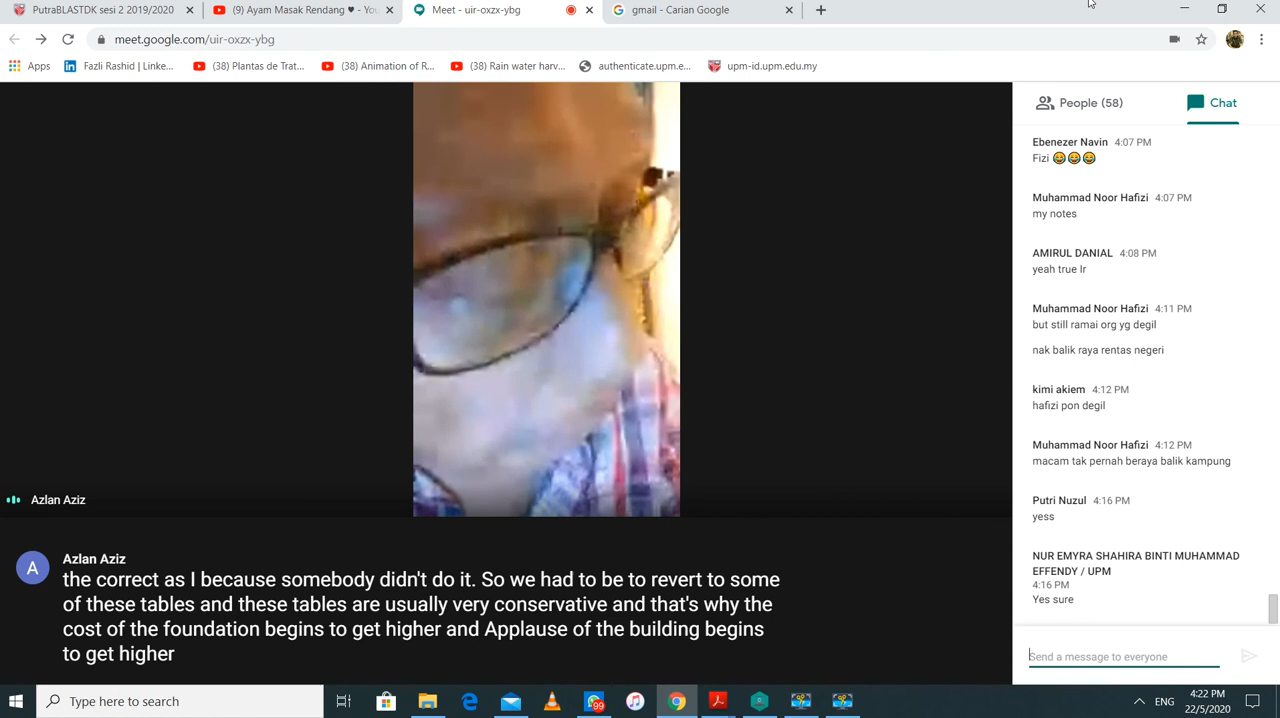 PutraBLASTDK sesi 2 2019/2020
(9) Ayam Masak Rendang ♥ - You
Meet - uir-oxzx-ybg
gmail - Carian Google
meet.google.com/uir-oxzx-ybg
Apps
Fazli Rashid | Linke...
(38) Plantas de Trat...
(38) Animation of R...
(38) Rain water harv...
authenticate.upm.e...
upm-id.upm.edu.my
People (58)
Chat
Ebenezer Navin 4:07 PM
Fizi 😂😂😂
Muhammad Noor Hafizi 4:07 PM
my notes
AMIRUL DANIAL 4:08 PM
yeah true Ir
Muhammad Noor Hafizi 4:11 PM
but still ramai org yg degil
nak balik raya rentas negeri
kimi akiem 4:12 PM
hafizi pon degil
Muhammad Noor Hafizi 4:12 PM
macam tak pernah beraya balik kampung
Putri Nuzul 4:16 PM
yess
NUR EMYRA SHAHIRA BINTI MUHAMMAD
EFFENDY / UPM
4:16 PM
Yes sure
Send a message to everyone
Azlan Aziz
A
Azlan Aziz
the correct as I because somebody didn't do it. So we had to be to revert to some
of these tables and these tables are usually very conservative and that's why the
cost of the foundation begins to get higher and Applause of the building begins
to get higher
Type here to search
99
ENG
4:22 PM
22/5/2020